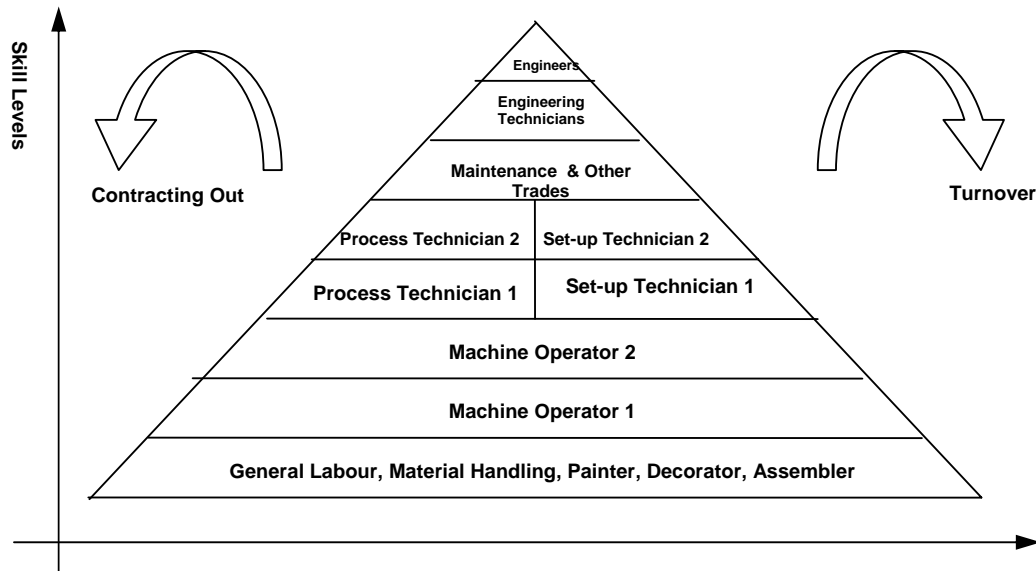 Skill Levels
Engineers
Engineering
Technicians
Contracting Out
Maintenance & Other
Trades
Turnover
Process Technician 2
Set-up Technician 2
Process Technician 1
Set-up Technician 1
Machine Operator 2
Machine Operator 1
General Labour, Material Handling, Painter, Decorator, Assembler